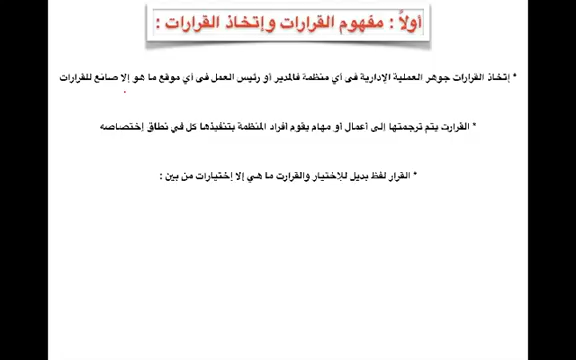 أولاً : مفهوم القرارات وإتخاذ القرارات :
* إتخاذ القرارات جوهر العملية الإدارية فى أي منظمة فالمدير أو رئيس العمل فى أي موقع ما هو إلا صانع للقرارات
* القرارت يتم ترجمتها إلى أعمال أو مهام يقوم أفراد المنظمة بتنفيذها كل في نطاق إختصاصه
* القرار لفظ بديل للإختيار والقرارت ما هي إلا إختيارات من بين :